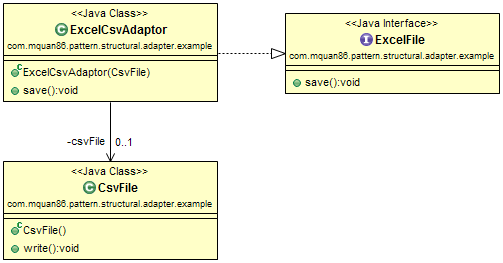 <<Java Class>>
C ExcelCsvAdaptor
com.mquan86.pattern.structural.adapter.example
C ExcelCsvAdaptor(CsvFile)
save():void
<<Java Interface>>
I ExcelFile
com.mquan86.pattern.structural.adapter.example
save():void
-csvFile 0..1
<<Java Class>>
C CsvFile
com.mquan86.pattern.structural.adapter.example
C CsvFile()
write():void